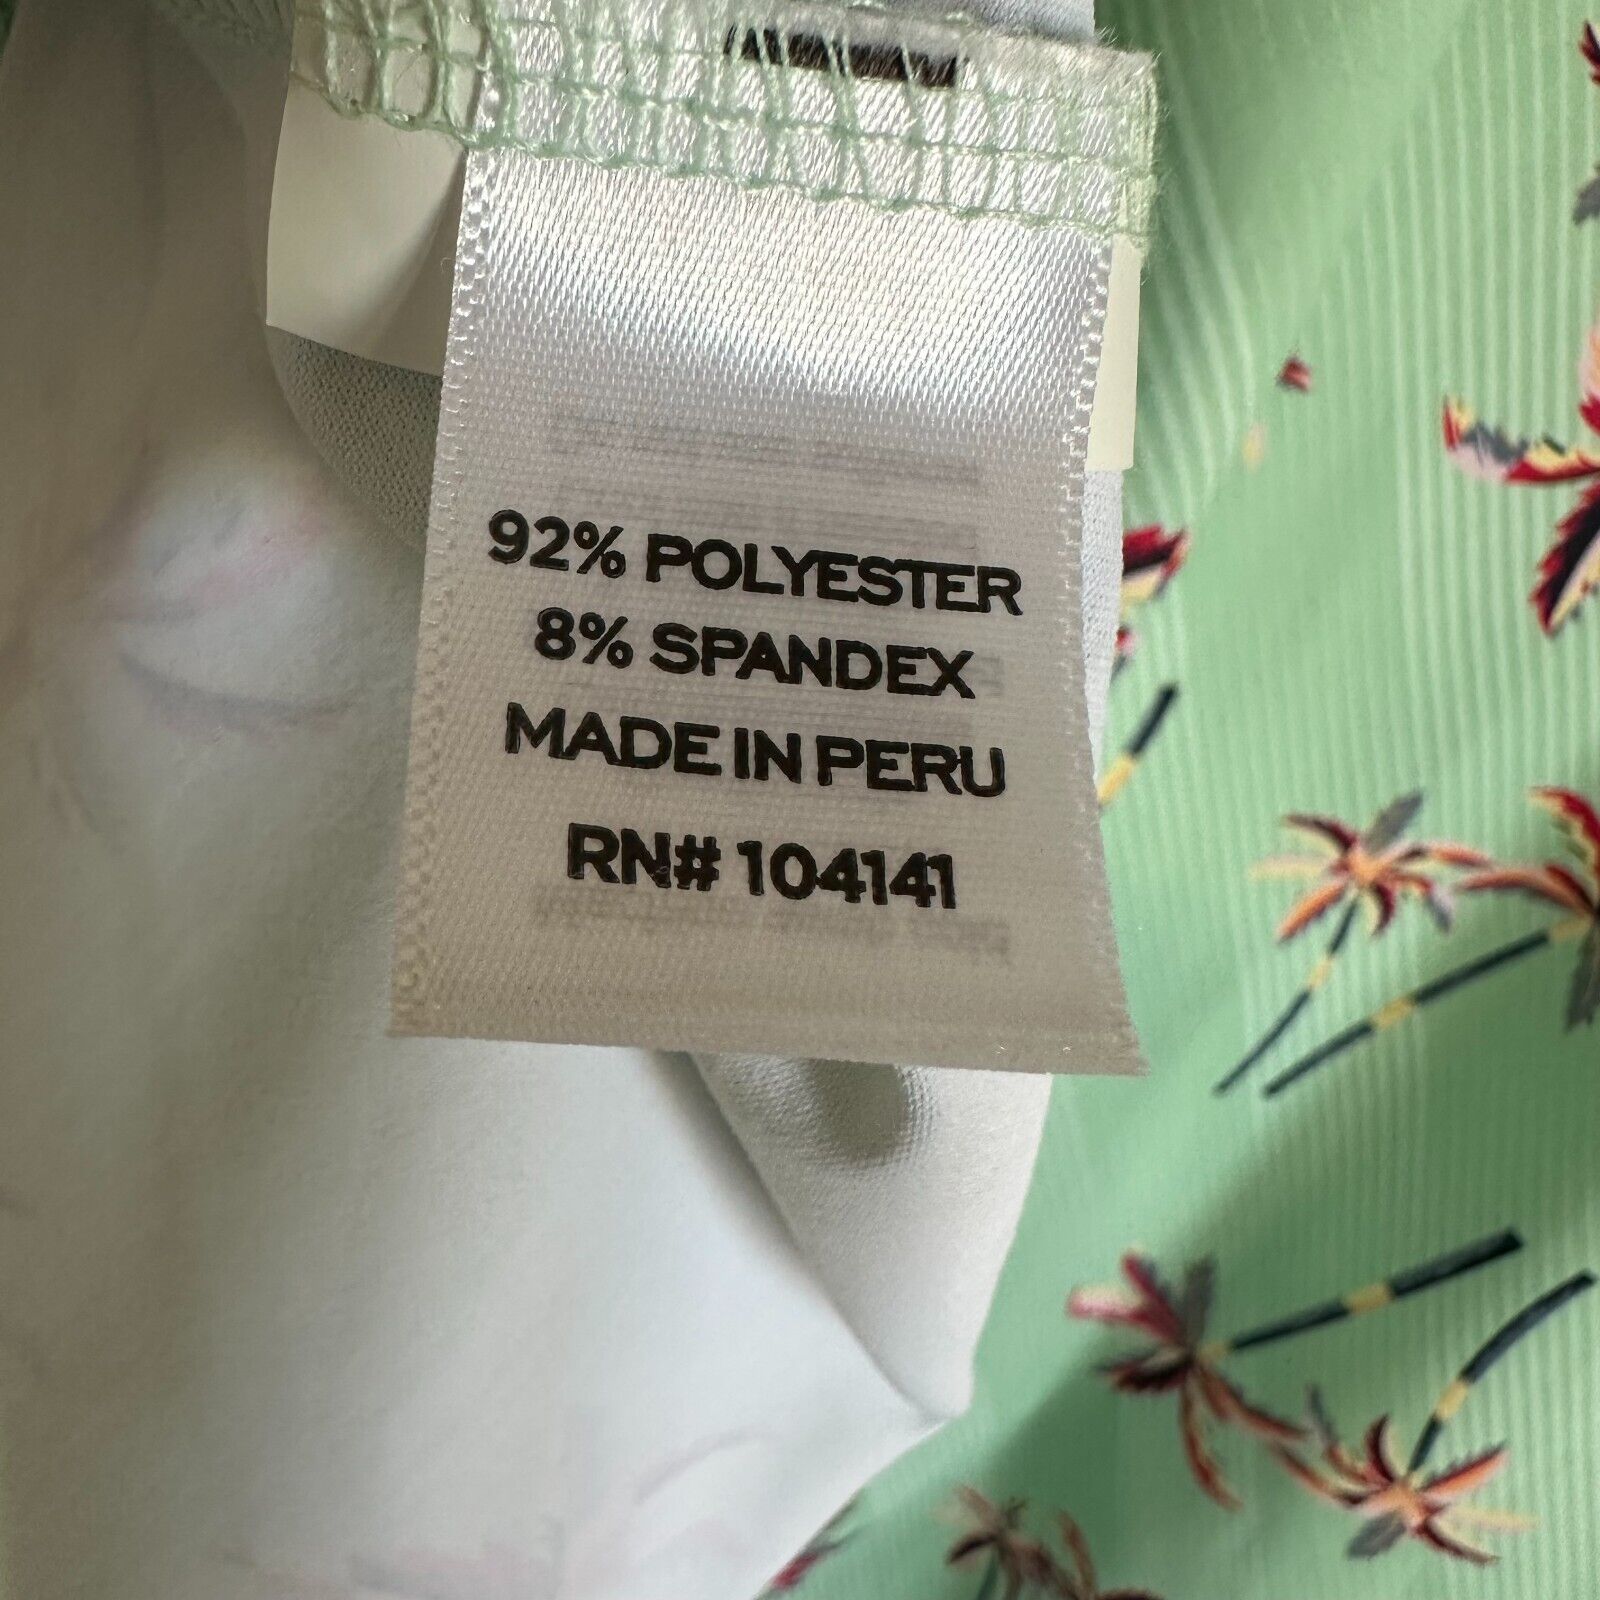 92% POLYESTER
8% SPANDEX
MADE IN PERU
RN# 104141